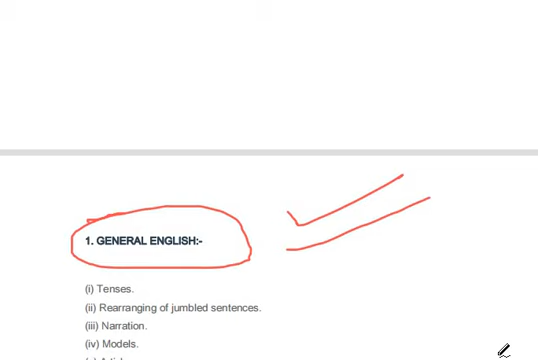 1. GENERAL ENGLISH:-
(i) Tenses.
(ii) Rearranging of jumbled sentences.
(iii) Narration.
(iv) Models.